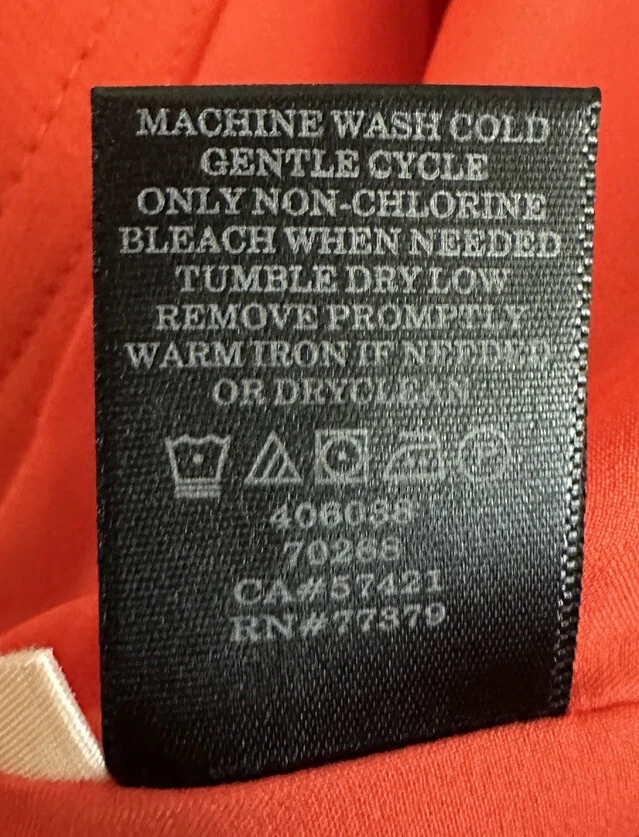 MACHINE WASH COLD
GENTLE CYCLE
ONLY NON-CHLORINE
BLEACH WHEN NEEDED
TUMBLE DRY LOW
REMOVE PROMPTLY
WARM IRON IF NEEDED
OR DRYCLEAN
406088
70268
CA#57421
RN#77379